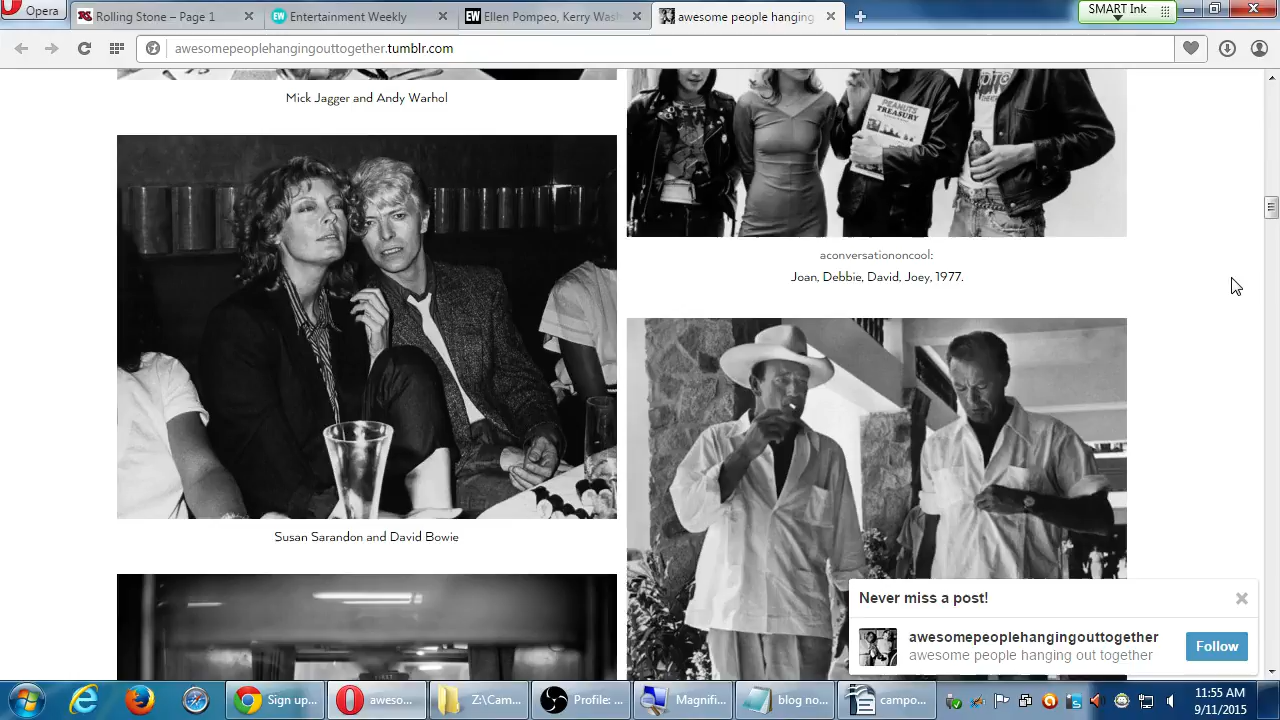 Opera
Rolling Stone – Page 1
Entertainment Weekly
Ellen Pompeo, Kerry Wash
awesome people hanging
SMART Ink
awesomepeoplehangingouttogether.tumblr.com
Mick Jagger and Andy Warhol
PEANUTS
TREASURY
aconversationoncool:
Joan, Debbie, David, Joey, 1977.
Susan Sarandon and David Bowie
Never miss a post!
awesomepeoplehangingouttogether
awesome people hanging out together
Follow
Sign up...
aweso...
Z:\Cam...
Profile: ...
Magnifi...
blog no...
campo...
11:55 AM
9/11/2015